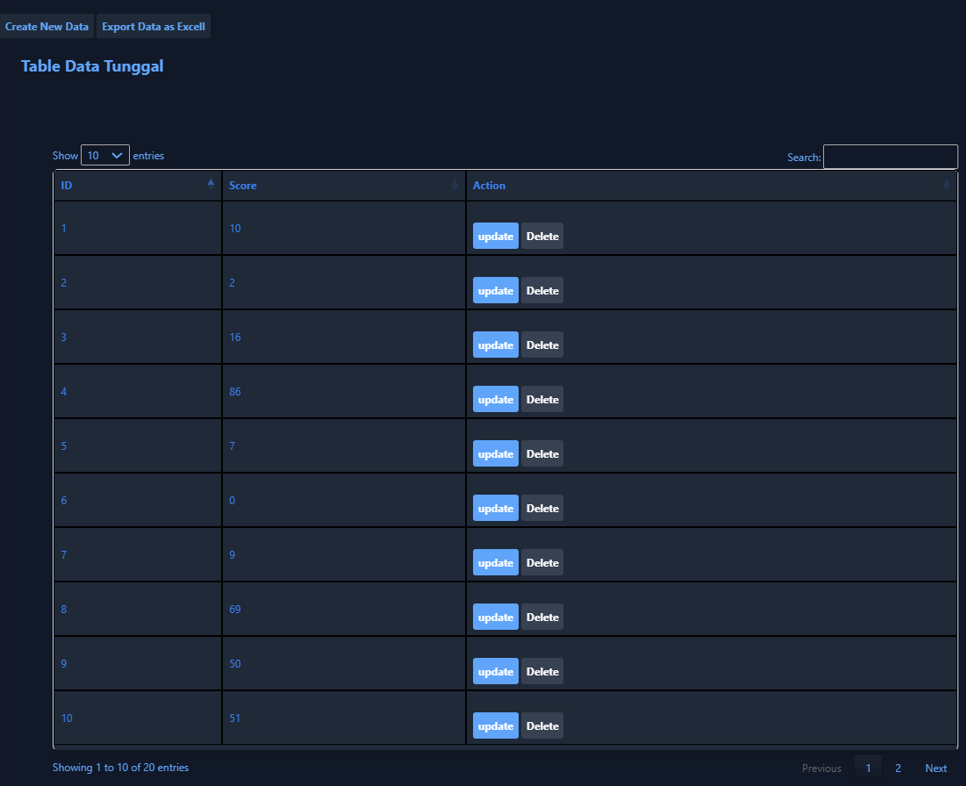 Create New Data Export Data as Excell
Table Data Tunggal
Show 10 entries Search:
ID Score Action
1 10 update Delete
2 2 update Delete
3 16 update Delete
4 86 update Delete
5 7 update Delete
6 0 update Delete
7 9 update Delete
8 69 update Delete
9 50 update Delete
10 51 update Delete
Showing 1 to 10 of 20 entries Previous 1 2 Next